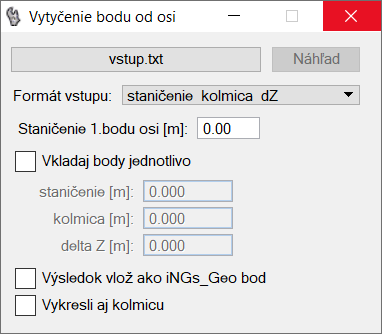 Vytyčenie bodu od osi
vstup.txt Náhľad
Formát vstupu: staničenie kolmica dZ
Staničenie 1.bodu osi [m]: 0.00
Vkladaj body jednotlivo
staničenie [m]: 0.000
kolmica [m]: 0.000
delta Z [m]: 0.000
Výsledok vlož ako iNGs_Geo bod
Vykresli aj kolmicu